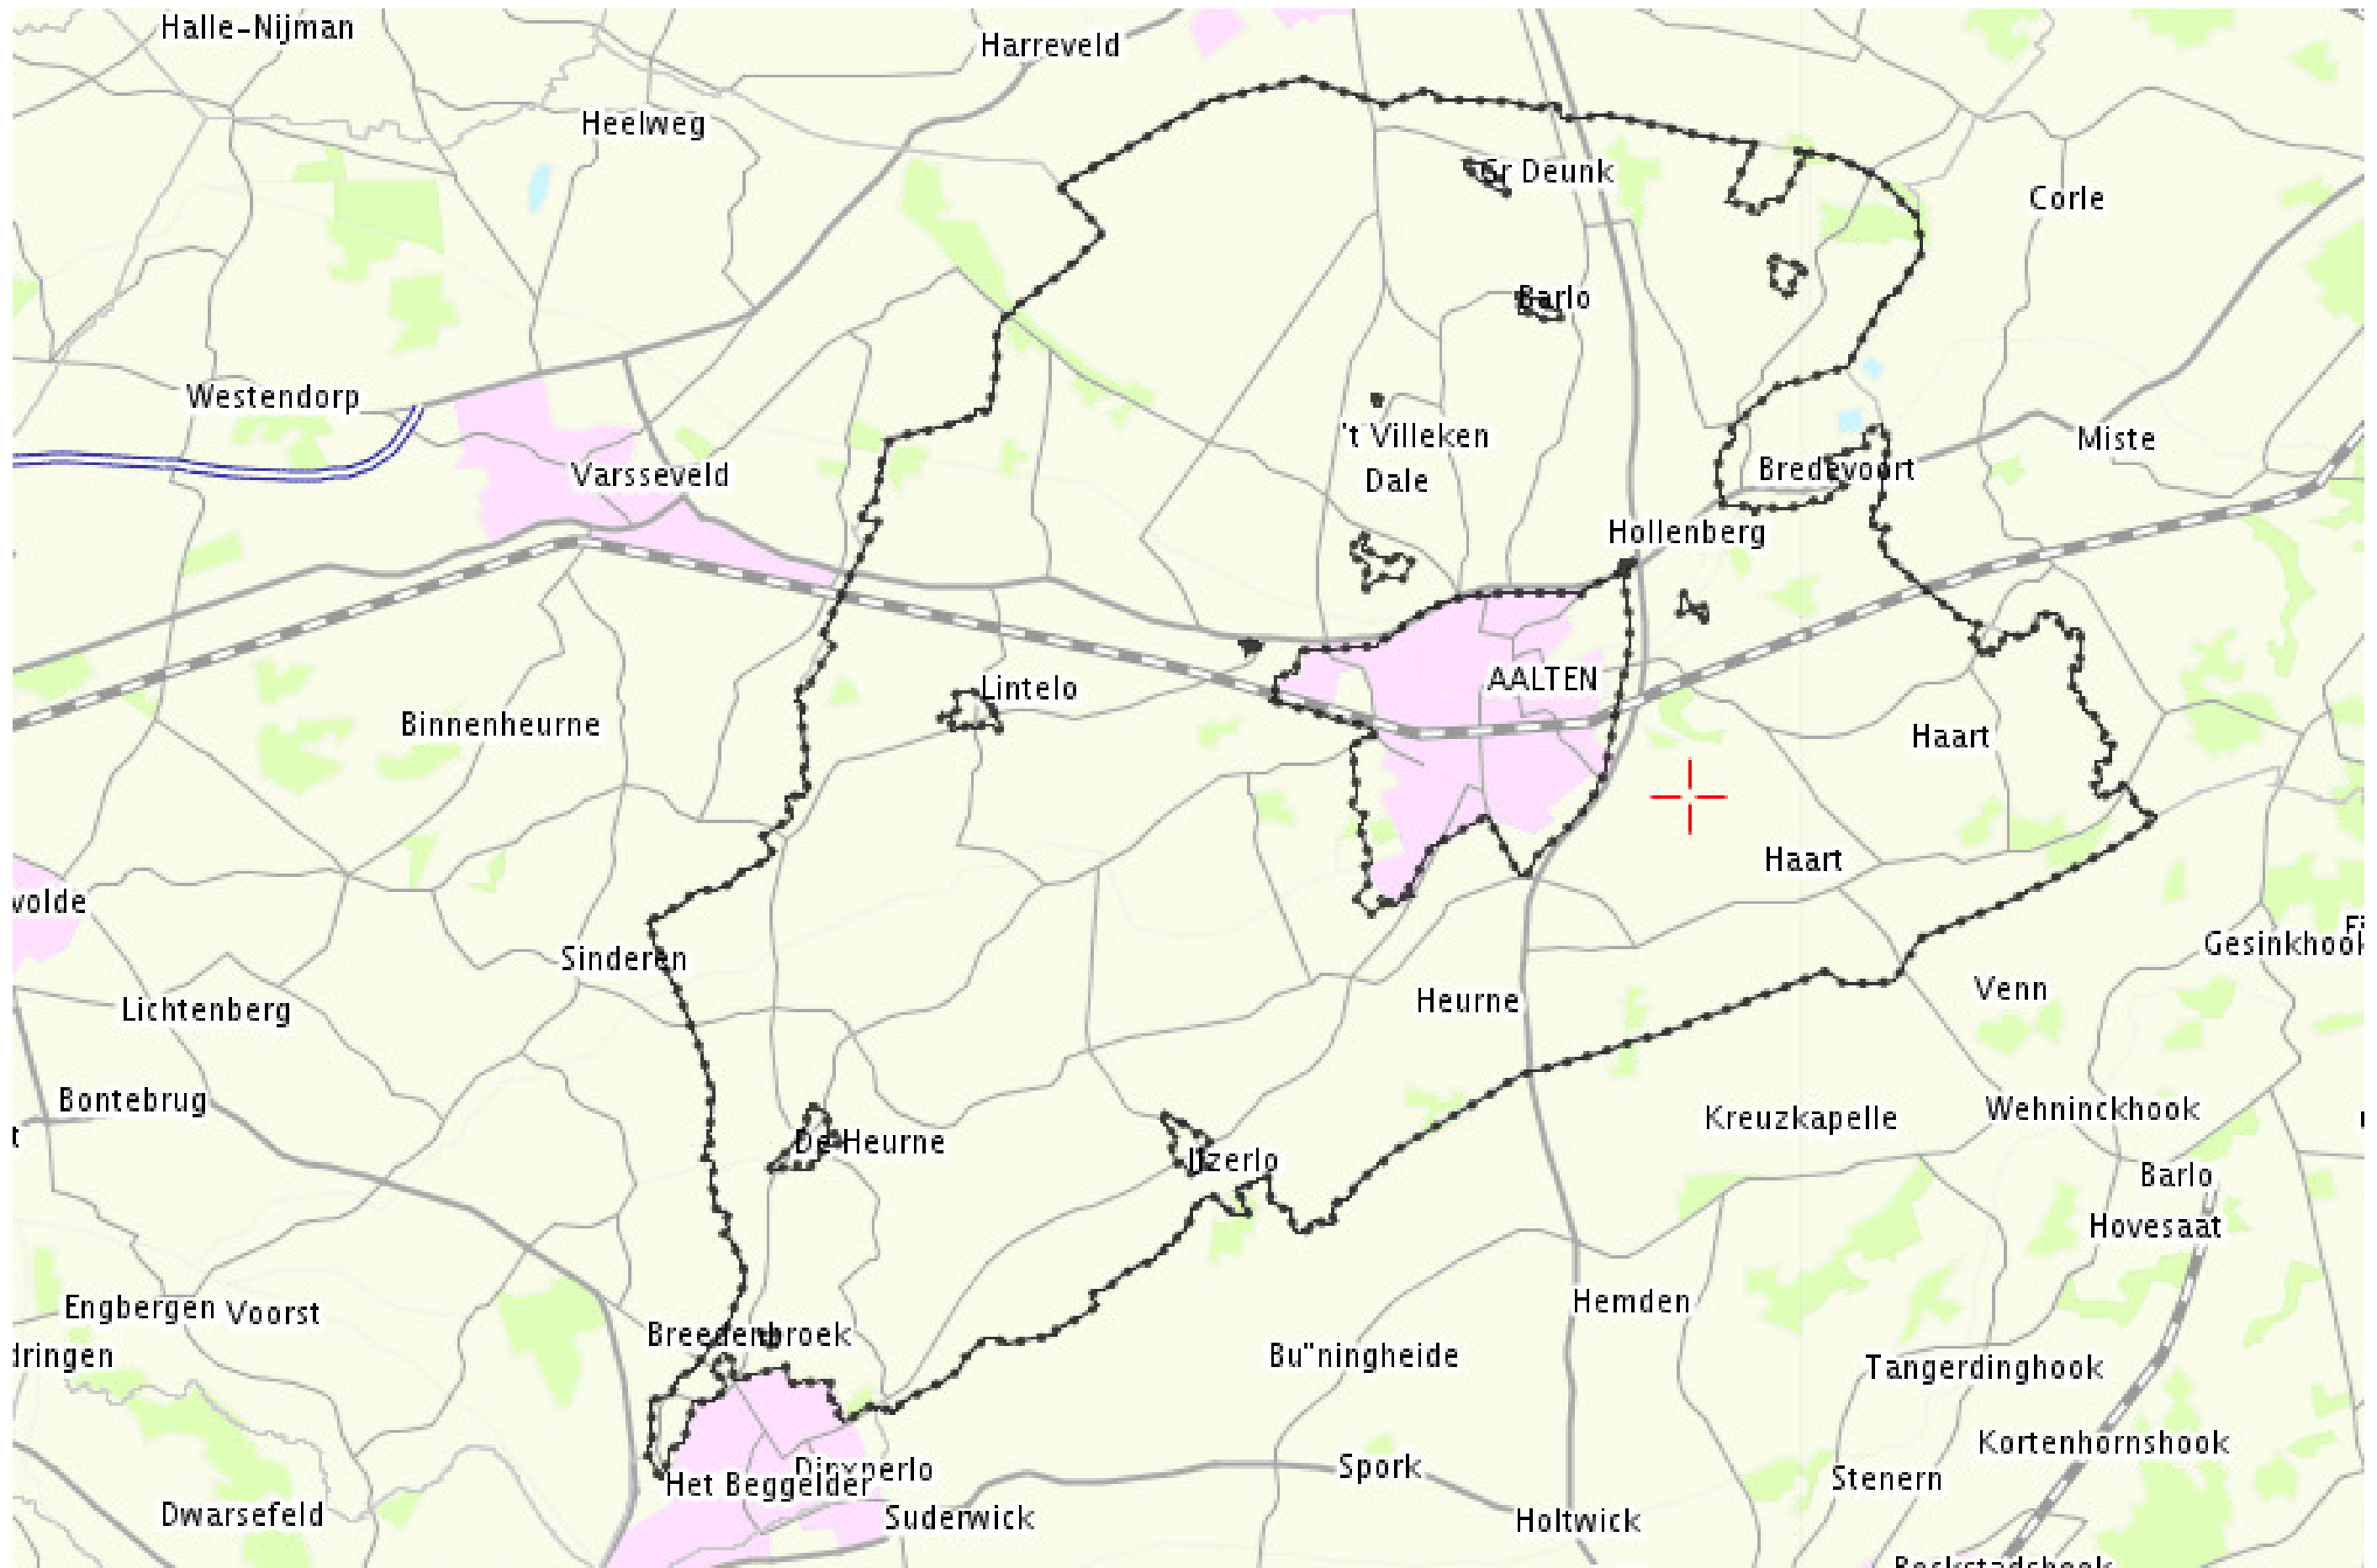 Halle-Nijman
Harreveld
Heelweg
Gr Deunk
Corle
Barlo
Westendorp
't Villeken
Miste
Varsseveld
Dale
Bredevoort
Hollenberg
AALTEN
Lintelo
Binnenheurne
Haart
Haart
volde
Sinderen
Gesinkhook
Lichtenberg
Heurne
Venn
Bontebrug
Kreuzkapelle
Wehninckhook
t
De Heurne
IJzerlo
Barlo
Hovesaat
Engbergen
Voorst
Hemden
Breedenbroek
dringen
Bu"ningheide
Tangerdinghook
Kortenhornshook
Dinxperlo
Spork
Het Beggelder
Stenern
Dwarsefeld
Suderwick
Holtwick